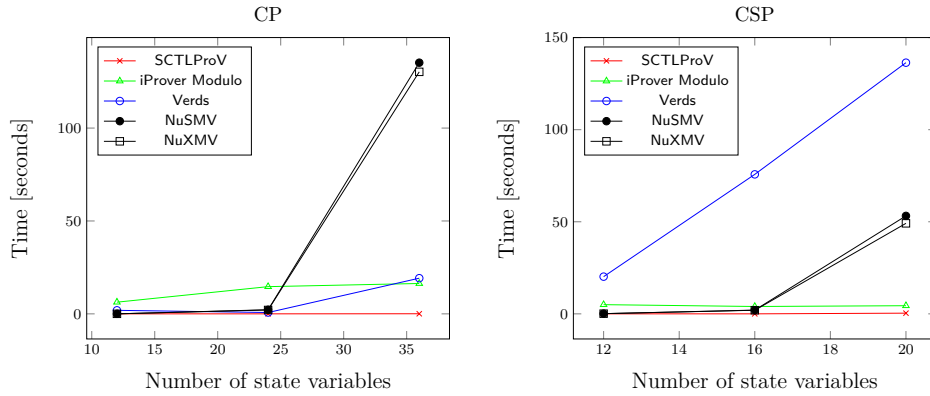 CP
SCTLProV
iProver Modulo
Verds
NuSMV
NuXMV
100
50
0
10
15
20
25
30
35
Time [seconds]
Number of state variables
CSP
SCTLProV
iProver Modulo
Verds
NuSMV
NuXMV
150
100
50
0
12
14
16
18
20
Time [seconds]
Number of state variables